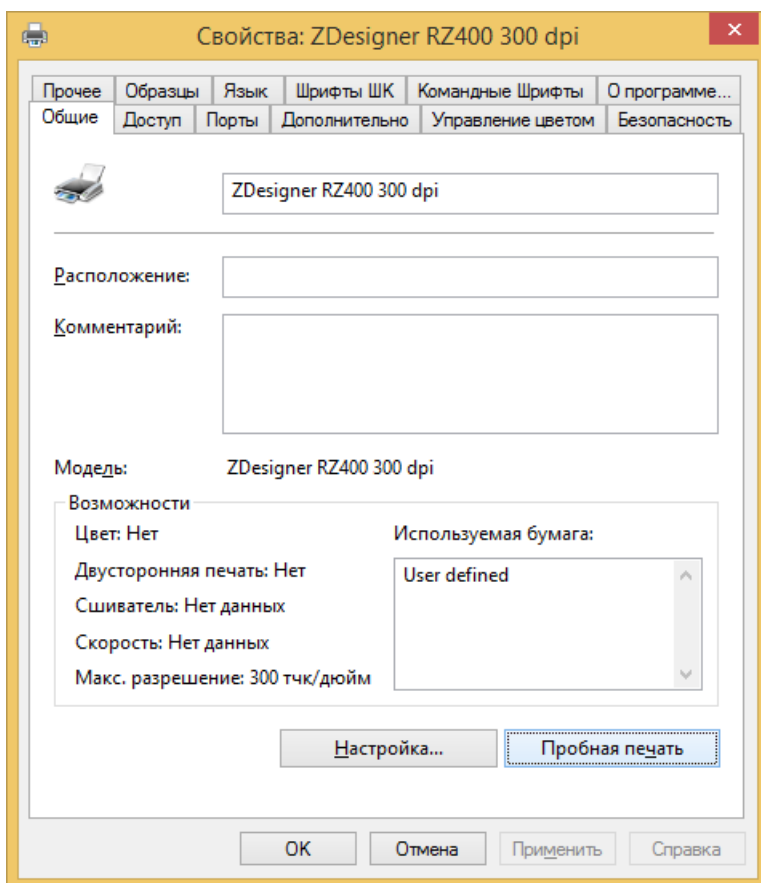 Свойства: ZDesigner RZ400 300 dpi
Прочее Образцы Язык Шрифты ШК Командные Шрифты О программе...
Общие Доступ Порты Дополнительно Управление цветом Безопасность
ZDesigner RZ400 300 dpi
Расположение:
Комментарий:
Модель: ZDesigner RZ400 300 dpi
Возможности
Цвет: Нет Используемая бумага:
Двусторонняя печать: Нет User defined
Сшиватель: Нет данных
Скорость: Нет данных
Макс. разрешение: 300 тчк/дюйм
Настройка... Пробная печать
OK Отмена Применить Справка